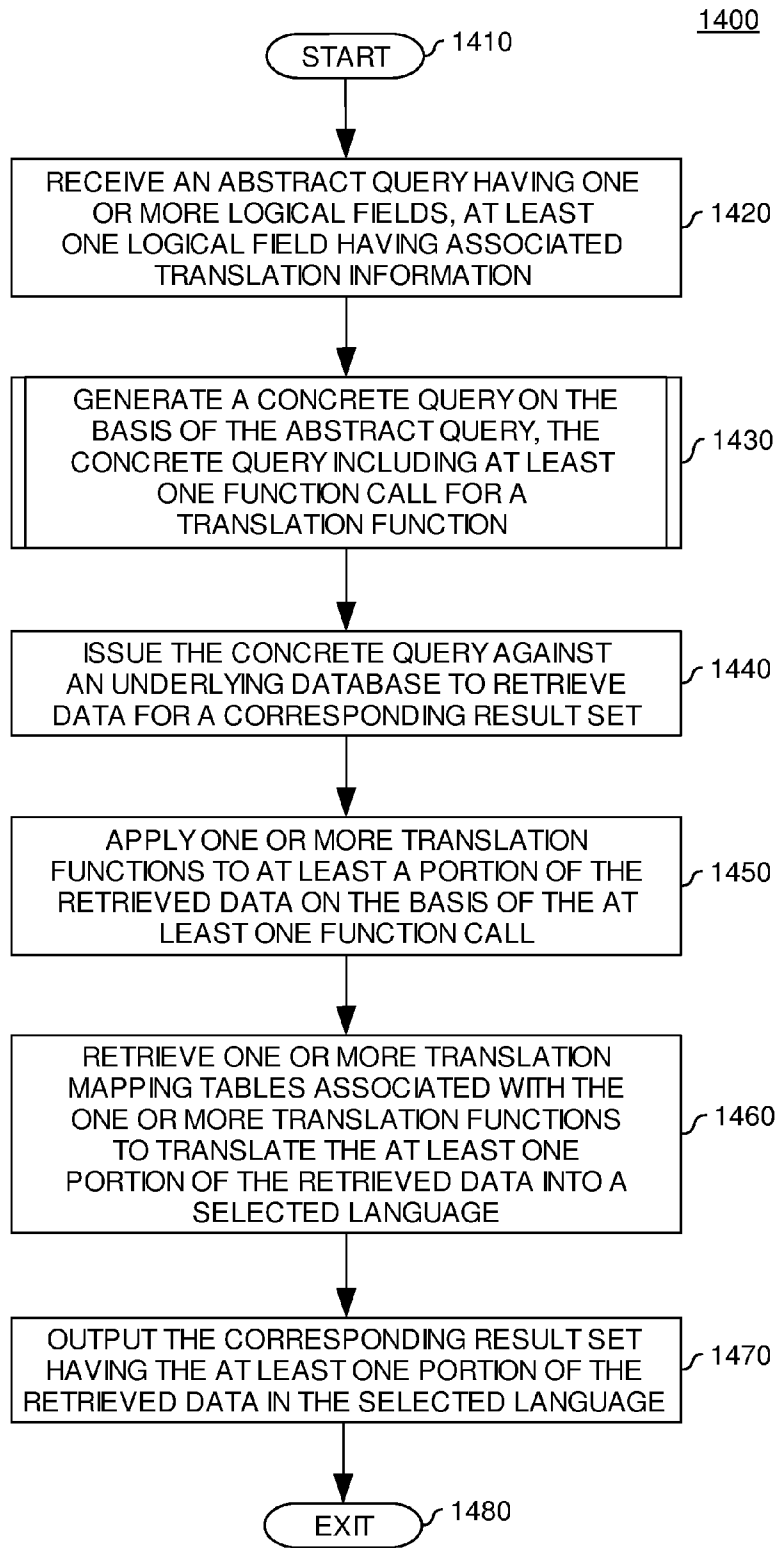 1400
START
1410
RECEIVE AN ABSTRACT QUERY HAVING ONE
OR MORE LOGICAL FIELDS, AT LEAST
ONE LOGICAL FIELD HAVING ASSOCIATED
TRANSLATION INFORMATION
1420
GENERATE A CONCRETE QUERY ON THE
BASIS OF THE ABSTRACT QUERY, THE
CONCRETE QUERY INCLUDING AT LEAST
ONE FUNCTION CALL FOR A
TRANSLATION FUNCTION
1430
ISSUE THE CONCRETE QUERY AGAINST
AN UNDERLYING DATABASE TO RETRIEVE
DATA FOR A CORRESPONDING RESULT SET
1440
APPLY ONE OR MORE TRANSLATION
FUNCTIONS TO AT LEAST A PORTION OF THE
RETRIEVED DATA ON THE BASIS OF THE AT
LEAST ONE FUNCTION CALL
1450
RETRIEVE ONE OR MORE TRANSLATION
MAPPING TABLES ASSOCIATED WITH THE
ONE OR MORE TRANSLATION FUNCTIONS
TO TRANSLATE THE AT LEAST ONE
PORTION OF THE RETRIEVED DATA INTO A
SELECTED LANGUAGE
1460
OUTPUT THE CORRESPONDING RESULT SET
HAVING THE AT LEAST ONE PORTION OF THE
RETRIEVED DATA IN THE SELECTED LANGUAGE
1470
EXIT
1480